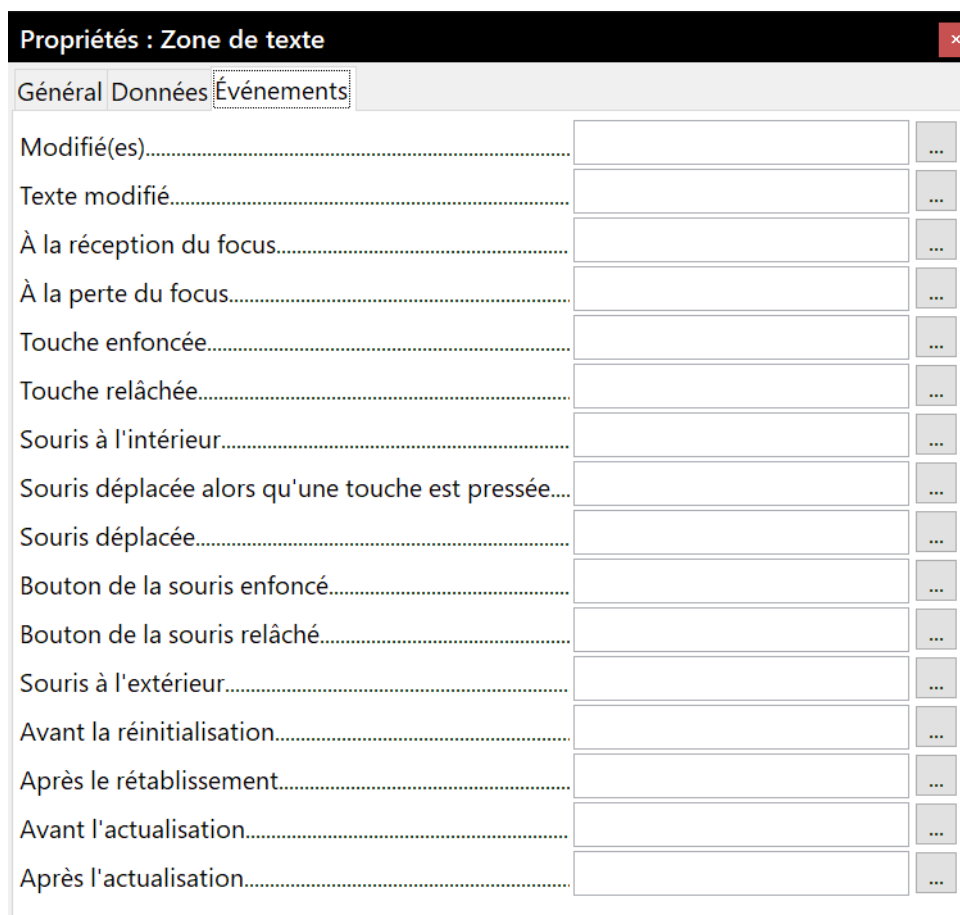 Propriétés : Zone de texte ×
Général Données Événements
Modifié(es)........ ...
Texte modifié........ ...
À la réception du focus........ ...
À la perte du focus........ ...
Touche enfoncée........ ...
Touche relâchée........ ...
Souris à l'intérieur........ ...
Souris déplacée alors qu'une touche est pressée.... ...
Souris déplacée........ ...
Bouton de la souris enfoncé........ ...
Bouton de la souris relâché........ ...
Souris à l'extérieur........ ...
Avant la réinitialisation........ ...
Après le rétablissement........ ...
Avant l'actualisation........ ...
Après l'actualisation........ ...